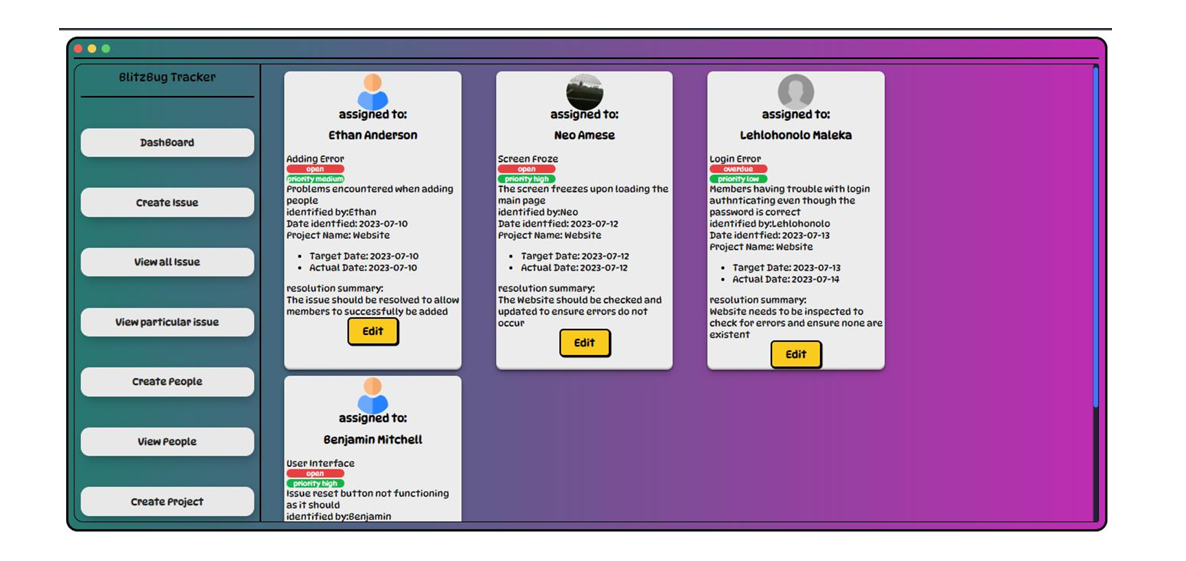 BlitzBug Tracker
DashBoard
Create Issue
View all Issue
View particular issue
Create People
View People
Create Project
assigned to:
Ethan Anderson
Adding Error
open
priority medium
Problems encountered when adding
people
identified by:Ethan
Date identfied: 2023-07-10
Project Name: Website
• Target Date: 2023-07-10
• Actual Date: 2023-07-10
resolution summary:
The issue should be resolved to allow
members to successfully be added
Edit
assigned to:
Neo Amese
Screen Froze
open
priority high
The screen freezes upon loading the
main page
identified by:Neo
Date identfied: 2023-07-12
Project Name: Website
• Target Date: 2023-07-12
• Actual Date: 2023-07-12
resolution summary:
The Website should be checked and
updated to ensure errors do not
occur
Edit
assigned to:
Lehlohonolo Maleka
Login Error
overdue
priority low
Members having trouble with login
authnticating even though the
password is correct
identified by:Lehlohonolo
Date identfied: 2023-07-13
Project Name: Website
• Target Date: 2023-07-13
• Actual Date: 2023-07-14
resolution summary:
Website needs to be inspected to
check for errors and ensure none are
existent
Edit
assigned to:
Benjamin Mitchell
User Interface
open
priority high
Issue reset button not functioning
as it should
identified by:Benjamin